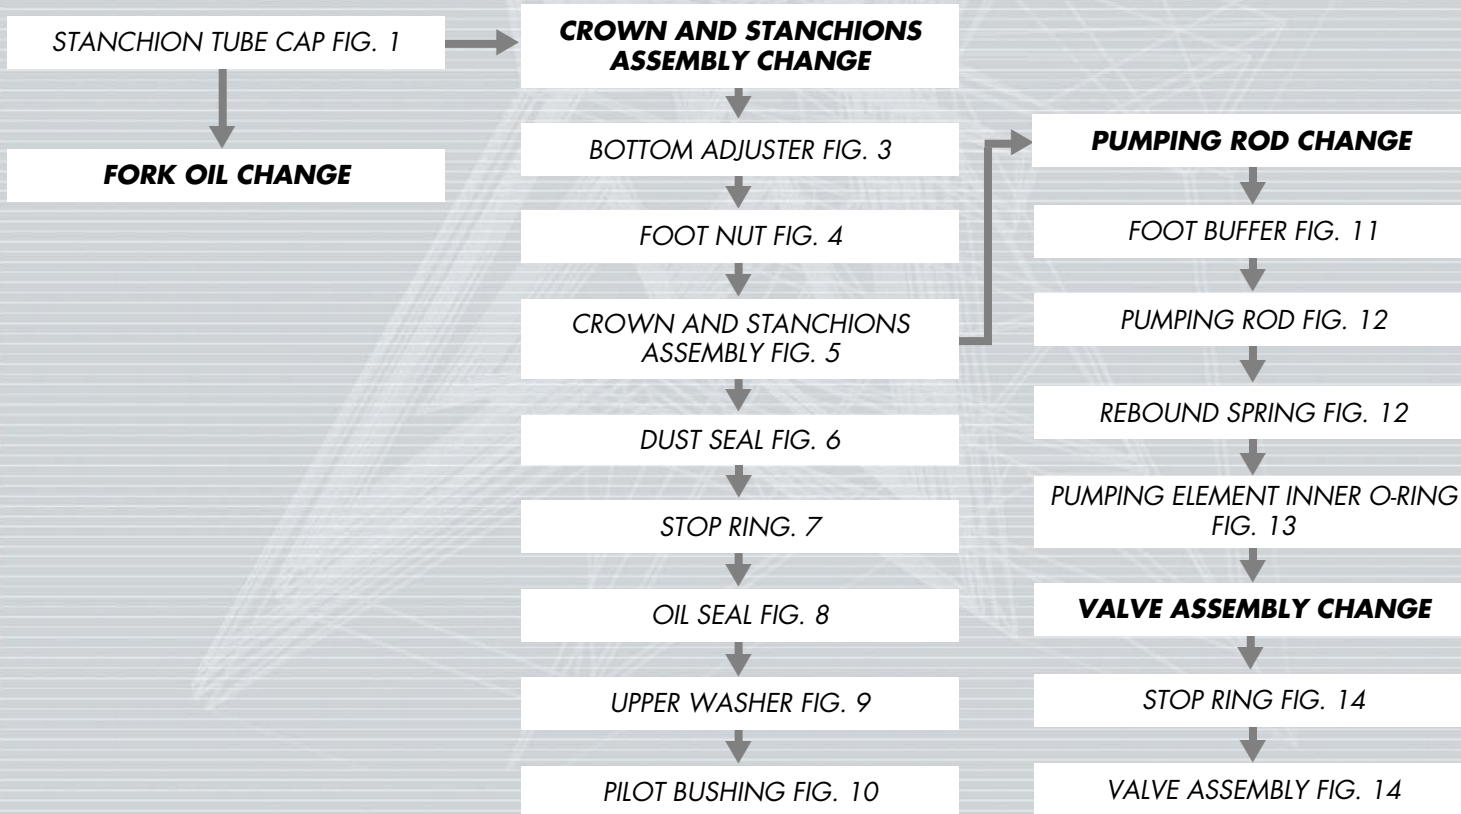 STANCHION TUBE CAP FIG. 1
FORK OIL CHANGE
CROWN AND STANCHIONS
ASSEMBLY CHANGE
BOTTOM ADJUSTER FIG. 3
FOOT NUT FIG. 4
CROWN AND STANCHIONS
ASSEMBLY FIG. 5
DUST SEAL FIG. 6
STOP RING. 7
OIL SEAL FIG. 8
UPPER WASHER FIG. 9
PILOT BUSHING FIG. 10
PUMPING ROD CHANGE
FOOT BUFFER FIG. 11
PUMPING ROD FIG. 12
REBOUND SPRING FIG. 12
PUMPING ELEMENT INNER O-RING
FIG. 13
VALVE ASSEMBLY CHANGE
STOP RING FIG. 14
VALVE ASSEMBLY FIG. 14